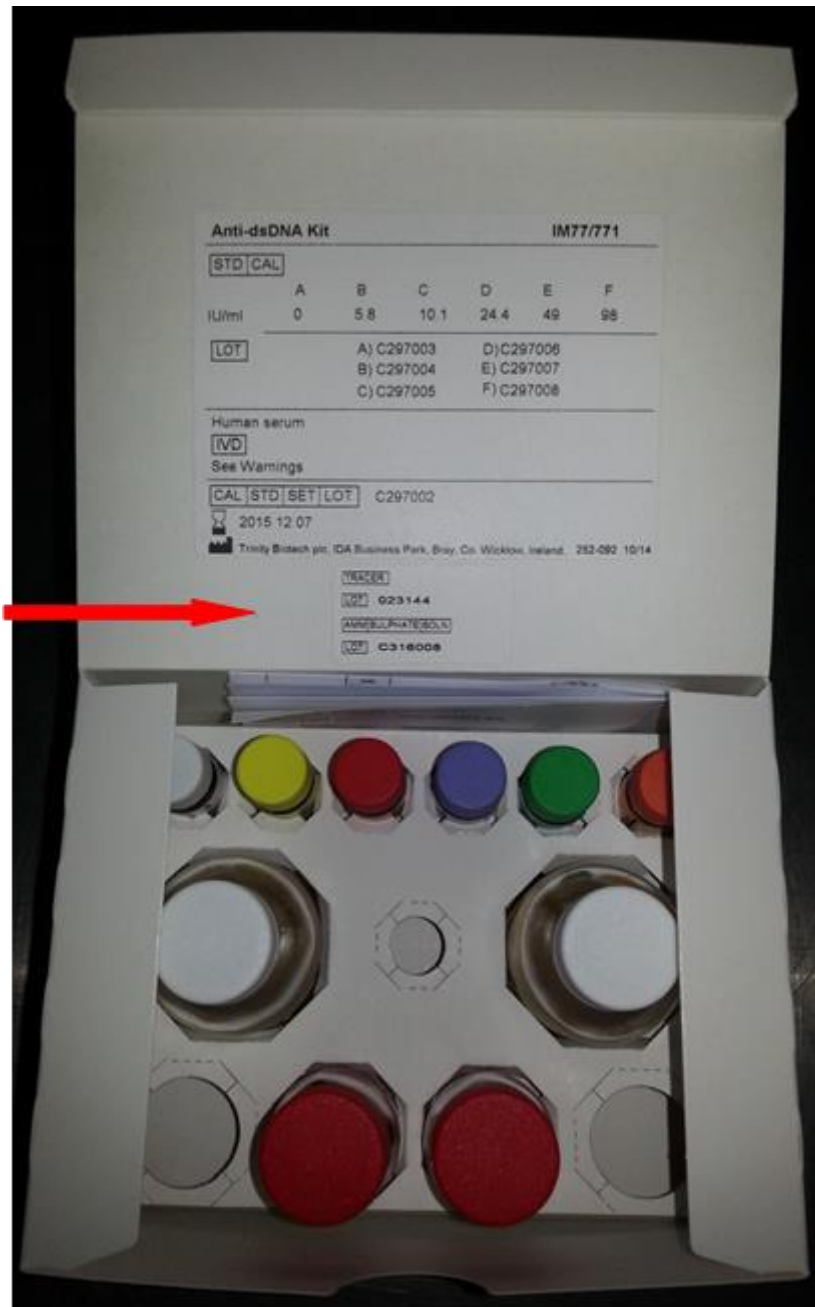 Anti-dsDNA Kit IM77/771
STD CAL
A B C D E F
IU/ml 0 5.8 10.1 24.4 49 98
LOT A) C297003 D)C297006
B) C297004 E) C297007
C) C297005 F) C297008
Human serum
IVD
See Warnings
CAL STD SET LOT C297002
2015 12 07
Trinity Biotech plc, IDA Business Park, Bray, Co. Wicklow, Ireland. 252-092 10/14
TRACER
LOT 023144
AMM SULPHATE SOLN
LOT C316008